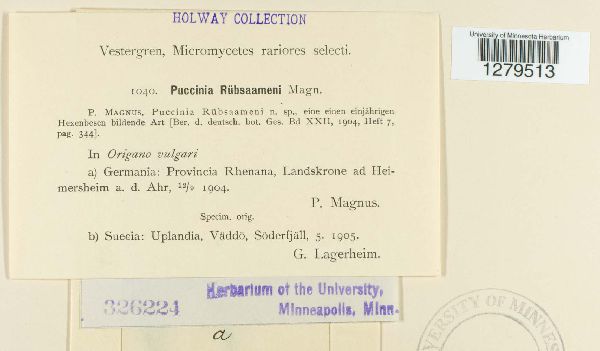 HOLWAY COLLECTION
Vestergren, Micromycetes rariores selecti.
1040. Puccinia Rübsaameni Magn.
P. MAGNUS, Puccinia Rübsaameni n. sp., eine einen einjährigen
Hexenbesen bildende Art [Ber. d. deutsch. bot. Ges. Bd XXII, 1904, Heft 7,
pag. 344].
In Origano vulgari
a) Germania: Provincia Rhenana, Landskrone ad Hei-
mersheim a. d. Ahr, 1904.
P. Magnus.
Specim. orig.
b) Suecia: Uplandia, Väddö, Söderfjäll, 5. 1905.
G. Lagerheim.
University of Minnesota Herbarium
1279513
326224
Herbarium of the University,
Minneapolis, Minn.
a
UNIVERSITY OF MINNES